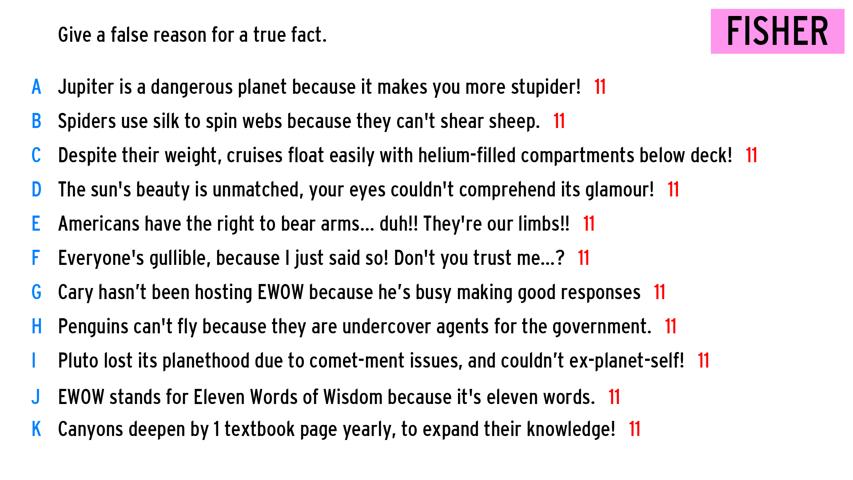 Give a false reason for a true fact.
FISHER
A Jupiter is a dangerous planet because it makes you more stupider! 11
B Spiders use silk to spin webs because they can't shear sheep. 11
C Despite their weight, cruises float easily with helium-filled compartments below deck! 11
D The sun's beauty is unmatched, your eyes couldn't comprehend its glamour! 11
E Americans have the right to bear arms... duh!! They're our limbs!! 11
F Everyone's gullible, because I just said so! Don't you trust me...? 11
G Cary hasn’t been hosting EWOW because he’s busy making good responses 11
H Penguins can't fly because they are undercover agents for the government. 11
I Pluto lost its planethood due to comet-ment issues, and couldn’t ex-planet-self! 11
J EWOW stands for Eleven Words of Wisdom because it's eleven words. 11
K Canyons deepen by 1 textbook page yearly, to expand their knowledge! 11